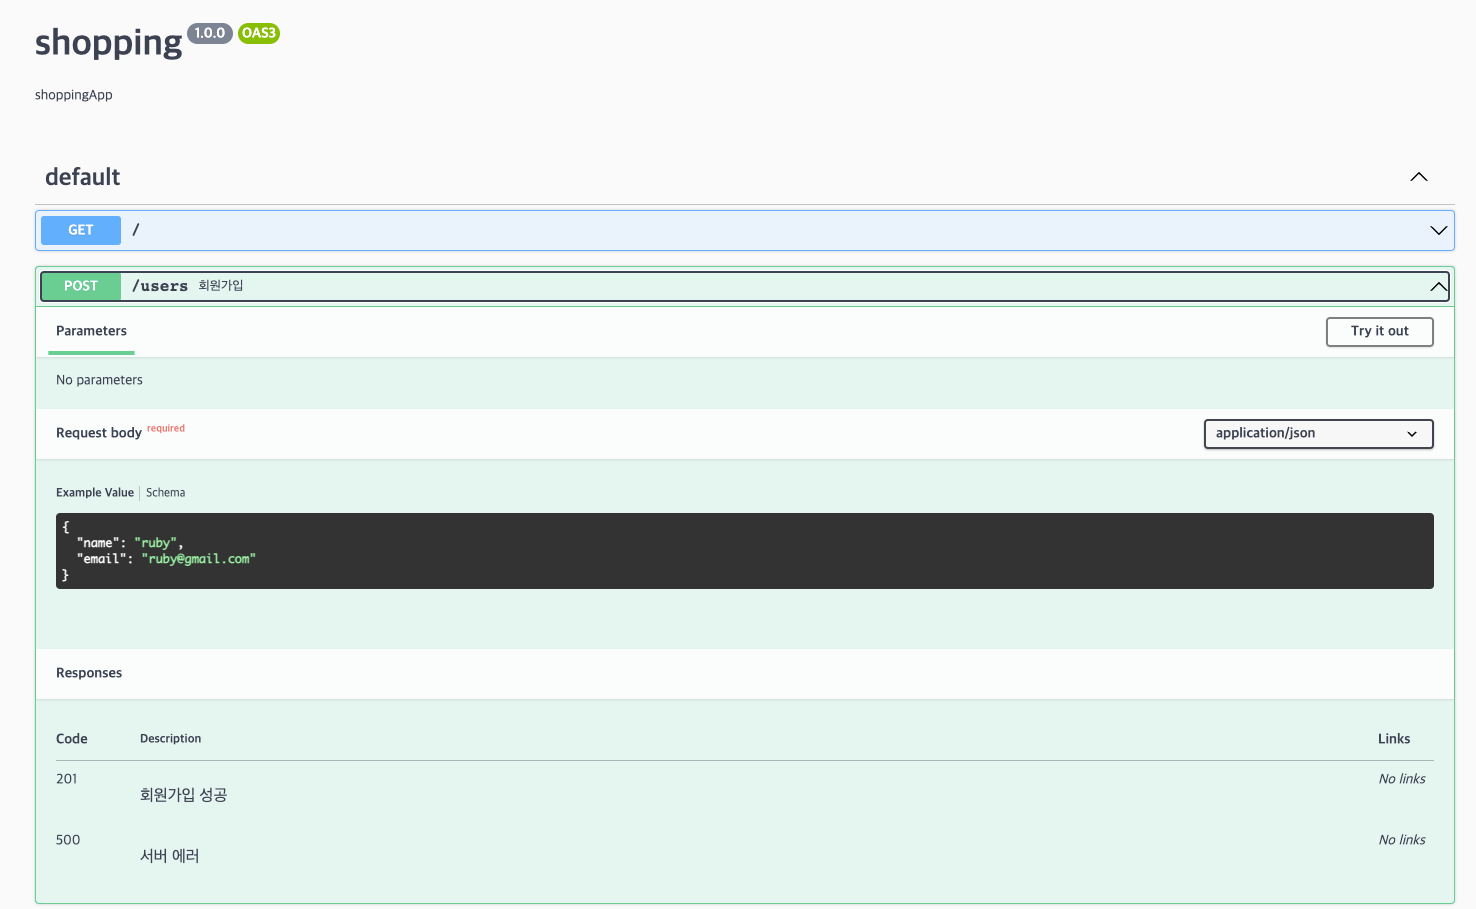 shopping 1.0.0 OAS3
shoppingApp
default
GET /
POST /users 회원가입
Parameters Try it out
No parameters
Request body required application/json
Example Value Schema
{
"name": "ruby",
"email": "ruby@gmail.com"
}
Responses
Code Description Links
201 No links
회원가입 성공
500 No links
서버 에러